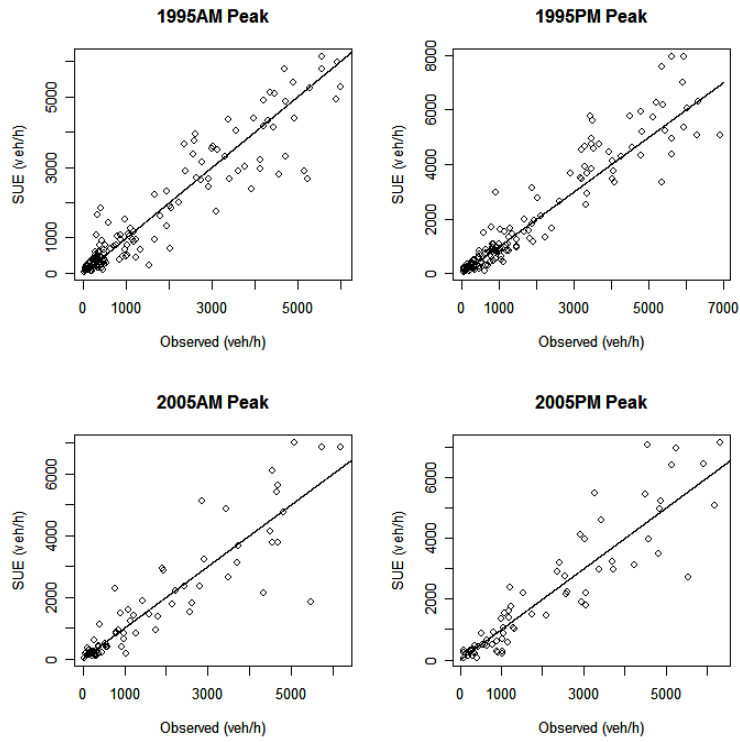 1995AM Peak
SUE (veh/h)
0 1000 3000 5000
0 1000 3000 5000
Observed (veh/h)
1995PM Peak
SUE (veh/h)
0 2000 4000 6000 8000
0 1000 3000 5000 7000
Observed (veh/h)
2005AM Peak
SUE (veh/h)
0 2000 4000 6000
0 1000 3000 5000
Observed (veh/h)
2005PM Peak
SUE (veh/h)
0 2000 4000 6000
0 1000 3000 5000
Observed (veh/h)